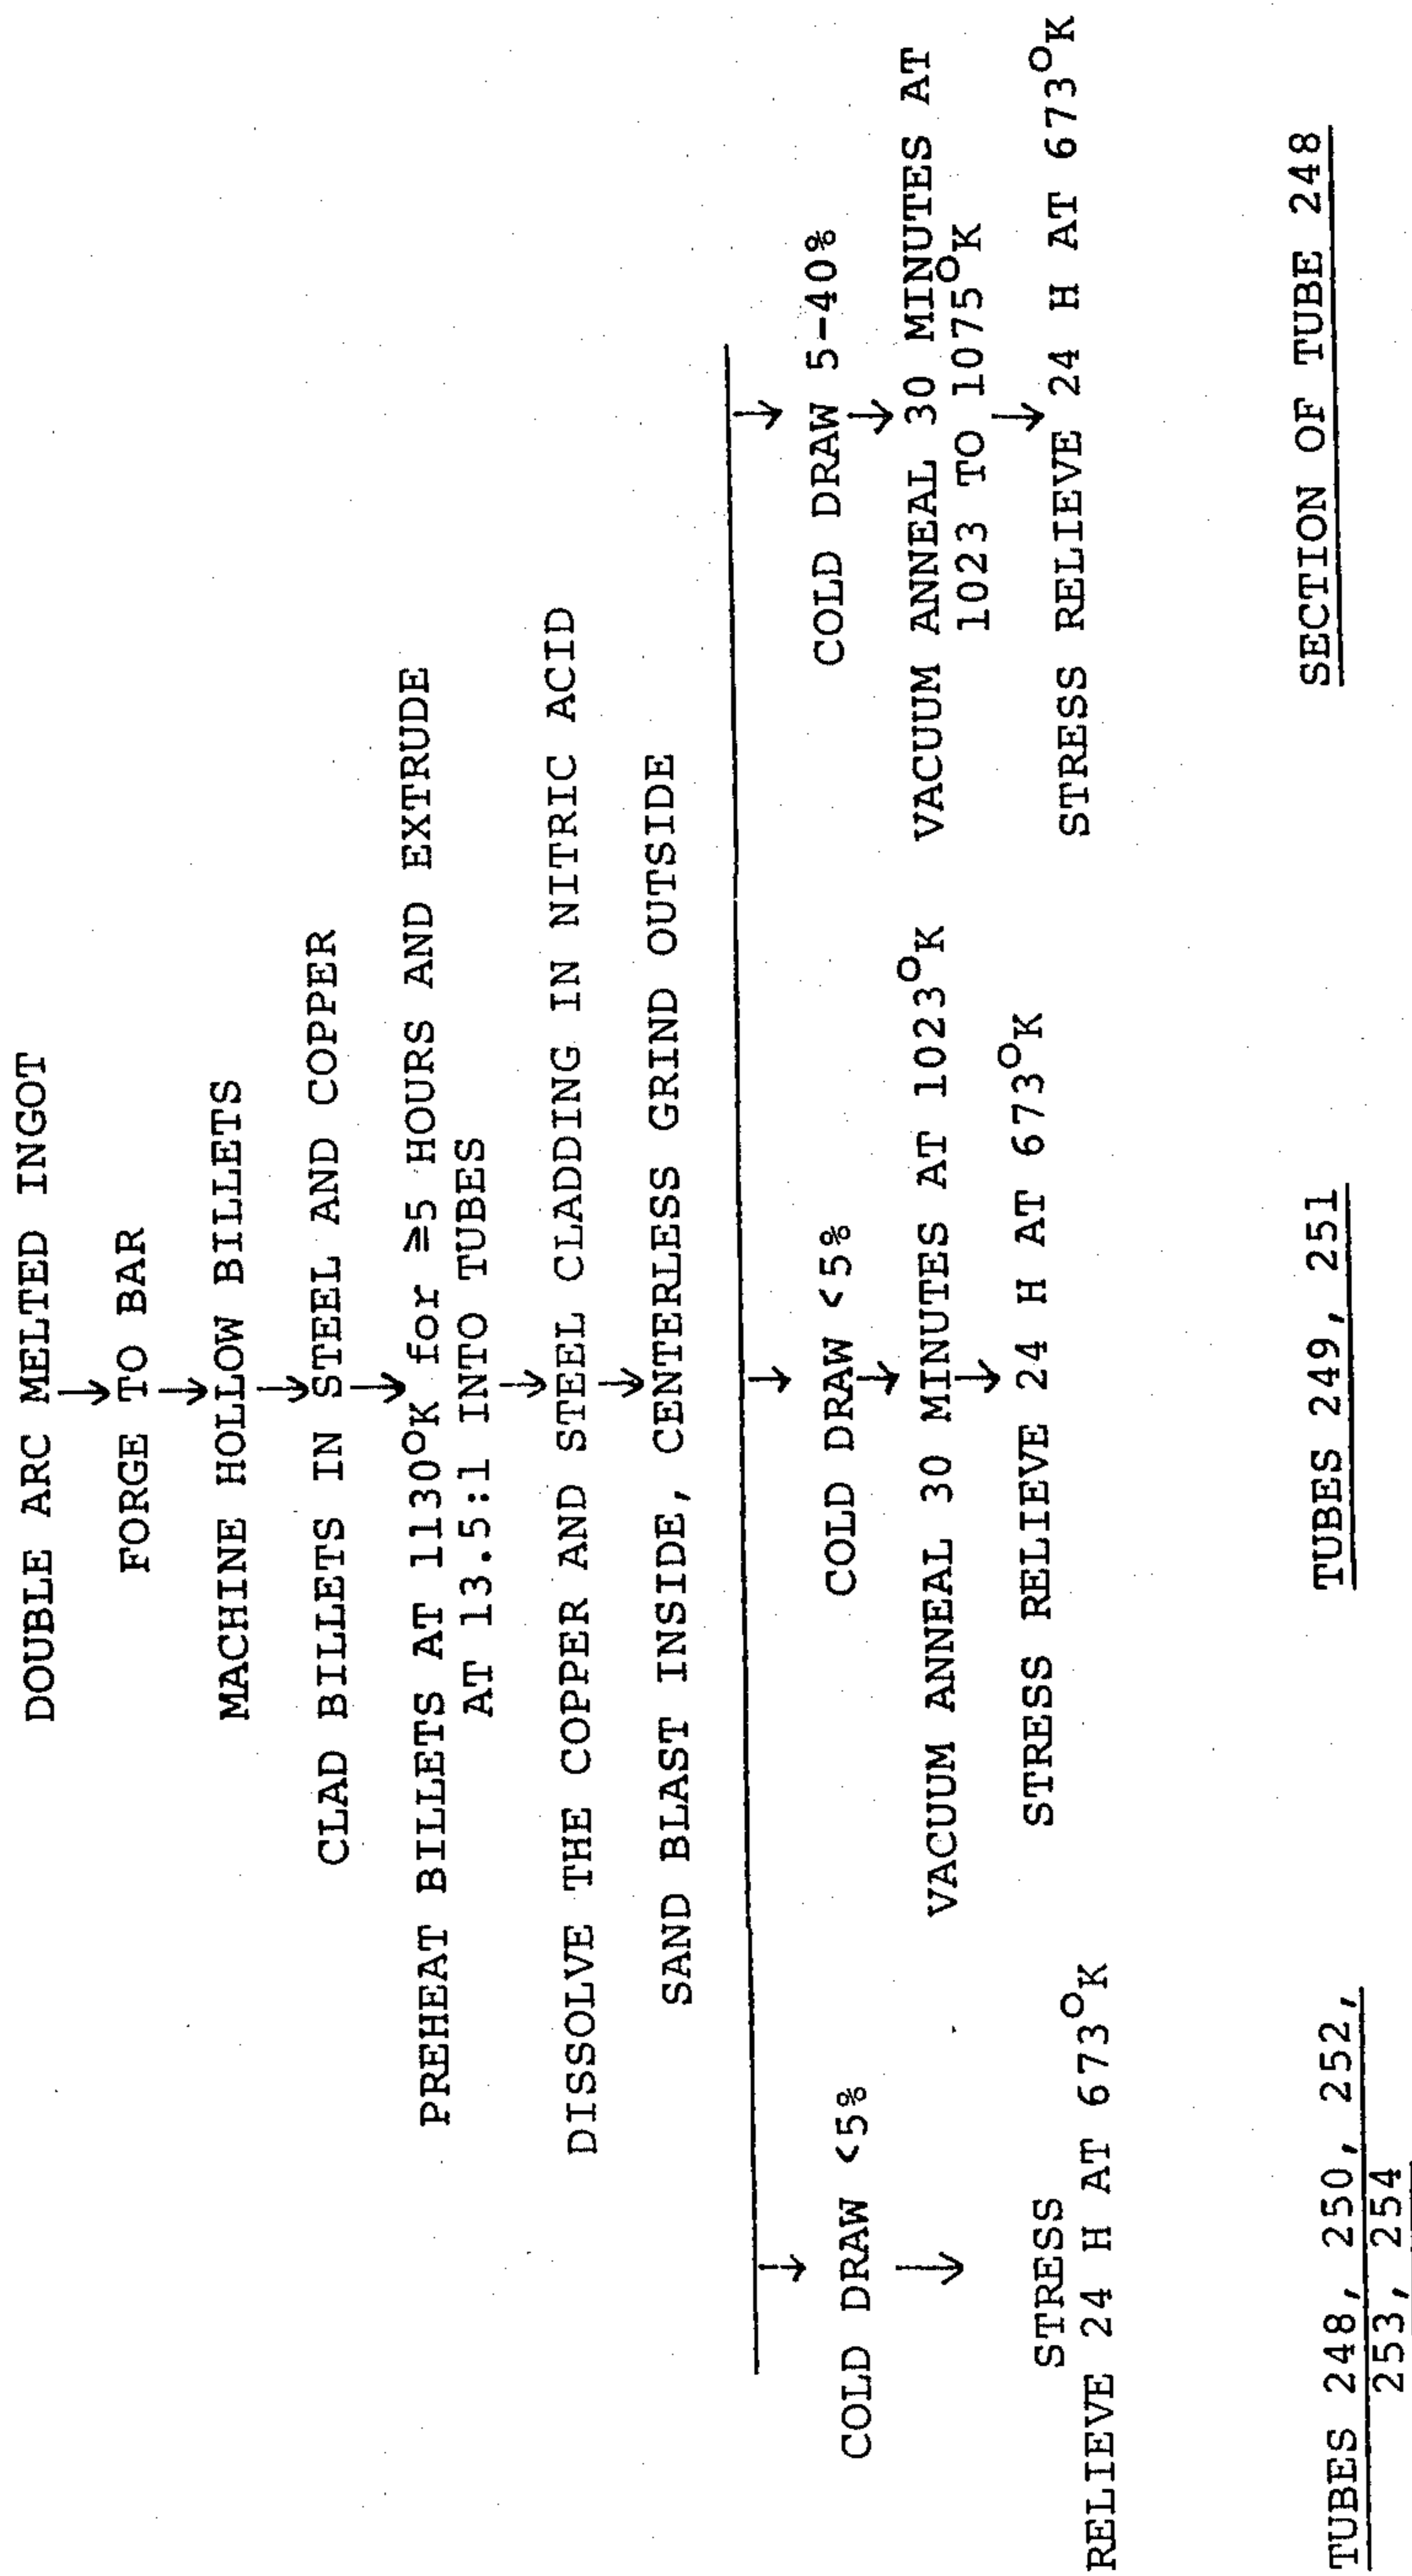 DOUBLE ARC MELTED INGOT
FORGE TO BAR
MACHINE HOLLOW BILLETS
CLAD BILLETS IN STEEL AND COPPER
PREHEAT BILLETS AT 1130°K for ≥5 HOURS AND EXTRUDE
AT 13.5:1 INTO TUBES
DISSOLVE THE COPPER AND STEEL CLADDING IN NITRIC ACID
SAND BLAST INSIDE, CENTERLESS GRIND OUTSIDE
COLD DRAW <5%
STRESS
RELIEVE 24 H AT 673°K
TUBES 248, 250, 252,
253, 254
COLD DRAW <5%
VACUUM ANNEAL 30 MINUTES AT 1023°K
STRESS RELIEVE 24 H AT 673°K
TUBES 249, 251
COLD DRAW 5-40%
VACUUM ANNEAL 30 MINUTES AT
1023 TO 1075°K
STRESS RELIEVE 24 H AT 673°K
SECTION OF TUBE 248